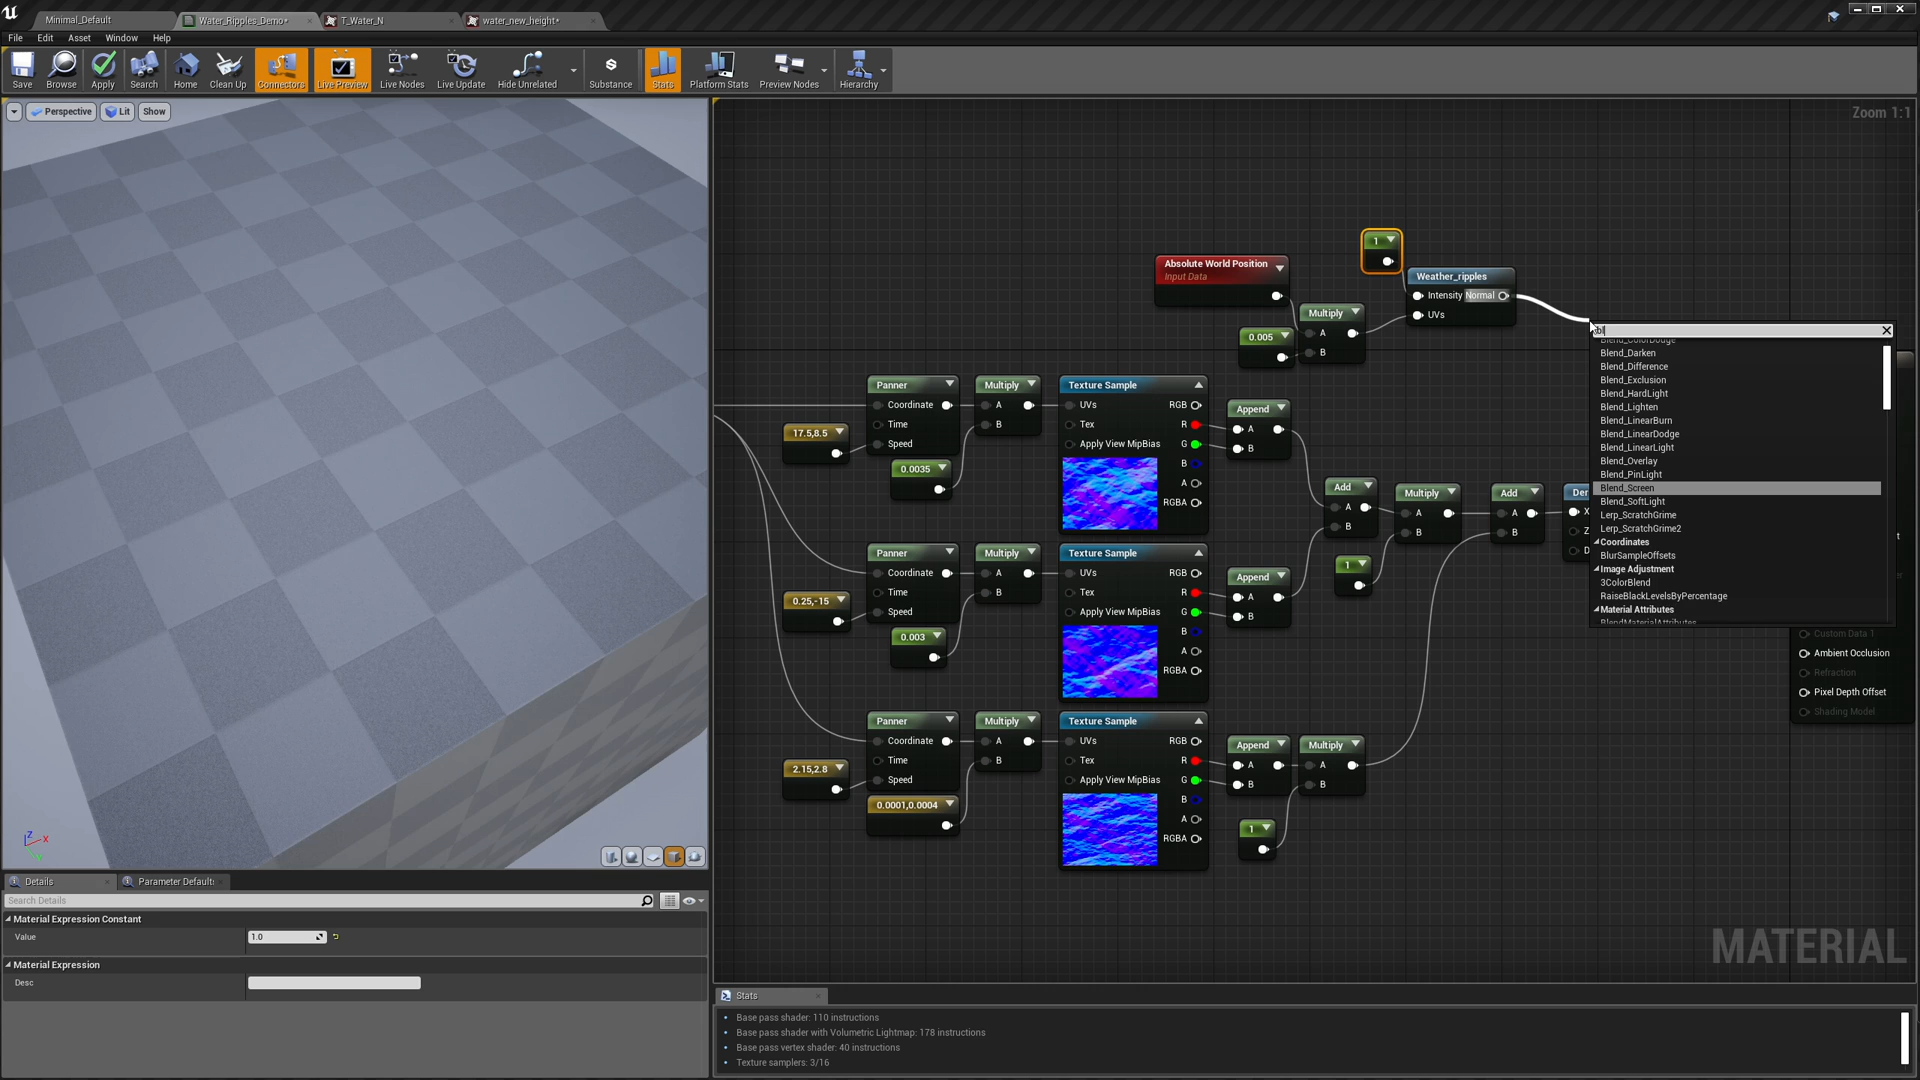 Minimal_Default
Water_Ripples_Demo*
T_Water_N
water_new_height*
File
Edit
Asset
Window
Help
Save
Browse
Apply
Search
Home
Clean Up
Connectors
Live Preview
Live Nodes
Live Update
Hide Unrelated
Substance
Stats
Platform Stats
Preview Nodes
Hierarchy
Perspective
Lit
Show
Zoom 1:1
1
Absolute World Position
Input Data
Weather_ripples
Intensity
Normal
UVs
Multiply
A
B
0.005
bl
Blend_ColorDodge
Blend_Darken
Blend_Difference
Blend_Exclusion
Blend_HardLight
Blend_Lighten
Blend_LinearBurn
Blend_LinearDodge
Blend_LinearLight
Blend_Overlay
Blend_PinLight
Blend_Screen
Blend_SoftLight
Lerp_ScratchGrime
Lerp_ScratchGrime2
Coordinates
BlurSampleOffsets
Image Adjustment
3ColorBlend
RaiseBlackLevelsByPercentage
Material Attributes
BlendMaterialAttributes
Panner
Coordinate
Time
Speed
17.5,8.5
Multiply
A
B
0.0035
Texture Sample
UVs
Tex
Apply View MipBias
RGB
R
G
B
A
RGBA
Append
A
B
Add
A
B
Multiply
A
B
1
Add
A
B
Der
X
Z
D
t
Panner
Coordinate
Time
Speed
0.25,-15
Multiply
A
B
0.003
Texture Sample
UVs
Tex
Apply View MipBias
RGB
R
G
B
A
RGBA
Append
A
B
Custom Data 1
Ambient Occlusion
Refraction
Pixel Depth Offset
Shading Model
Panner
Coordinate
Time
Speed
2.15,2.8
Multiply
A
B
0.0001,0.0004
Texture Sample
UVs
Tex
Apply View MipBias
RGB
R
G
B
A
RGBA
Append
A
B
Multiply
A
B
1
MATERIAL
Z
X
Y
Details
Parameter Defaults
Search Details
Material Expression Constant
Value
1.0
Material Expression
Desc
Stats
Base pass shader: 110 instructions
Base pass shader with Volumetric Lightmap: 178 instructions
Base pass vertex shader: 40 instructions
Texture samplers: 3/16